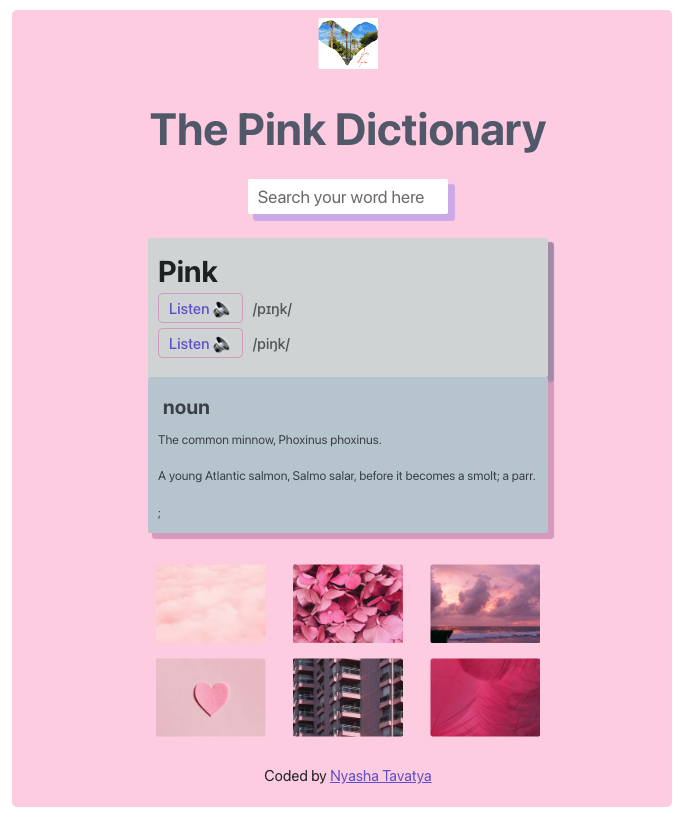 The Pink Dictionary
Search your word here
Pink
Listen 🔊 /pɪŋk/
Listen 🔊 /piŋk/
noun
The common minnow, Phoxinus phoxinus.
A young Atlantic salmon, Salmo salar, before it becomes a smolt; a parr.
;
Coded by Nyasha Tavatya